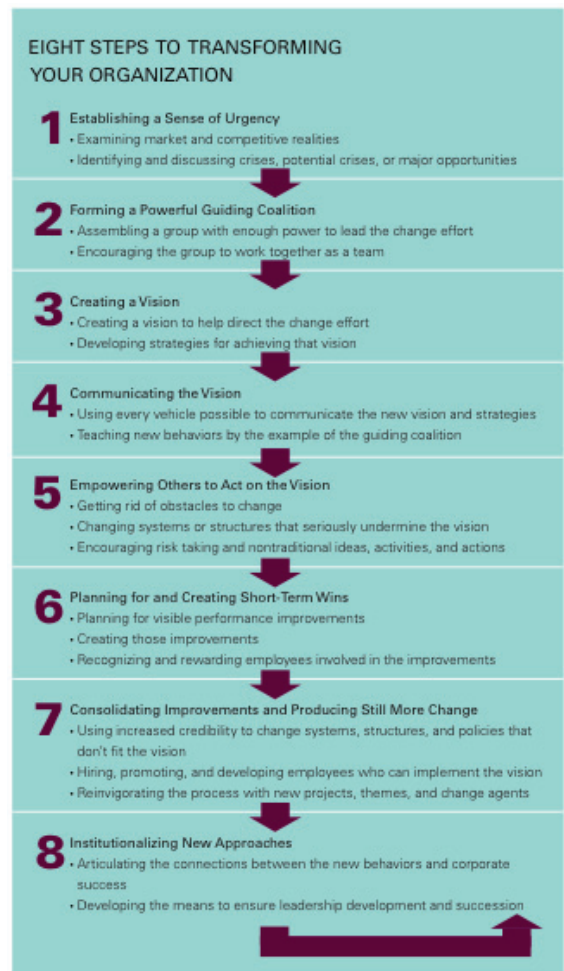 EIGHT STEPS TO TRANSFORMING
YOUR ORGANIZATION
1 Establishing a Sense of Urgency
• Examining market and competitive realities
• Identifying and discussing crises, potential crises, or major opportunities
2 Forming a Powerful Guiding Coalition
• Assembling a group with enough power to lead the change effort
• Encouraging the group to work together as a team
3 Creating a Vision
• Creating a vision to help direct the change effort
• Developing strategies for achieving that vision
4 Communicating the Vision
• Using every vehicle possible to communicate the new vision and strategies
• Teaching new behaviors by the example of the guiding coalition
5 Empowering Others to Act on the Vision
• Getting rid of obstacles to change
• Changing systems or structures that seriously undermine the vision
• Encouraging risk taking and nontraditional ideas, activities, and actions
6 Planning for and Creating Short-Term Wins
• Planning for visible performance improvements
• Creating those improvements
• Recognizing and rewarding employees involved in the improvements
7 Consolidating Improvements and Producing Still More Change
• Using increased credibility to change systems, structures, and policies that
don't fit the vision
• Hiring, promoting, and developing employees who can implement the vision
• Reinvigorating the process with new projects, themes, and change agents
8 Institutionalizing New Approaches
• Articulating the connections between the new behaviors and corporate
success
• Developing the means to ensure leadership development and succession